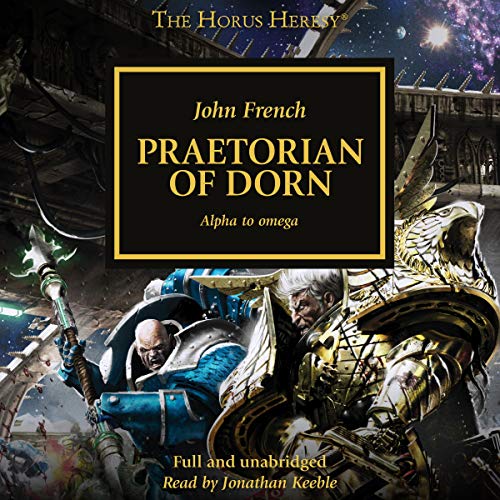 THE HORUS HERESY®
John French
PRAETORIAN
OF DORN
Alpha to omega
Full and unabridged
Read by Jonathan Keeble